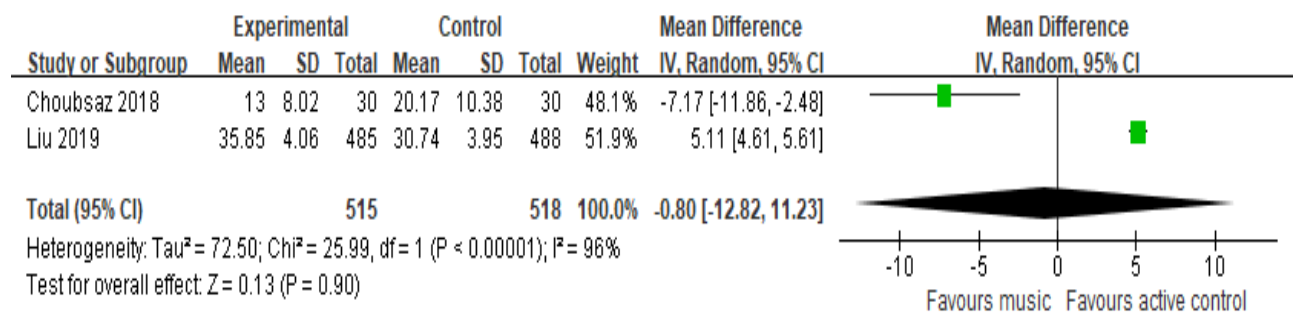 Experimental Control Mean Difference Mean Difference
Study or Subgroup Mean SD Total Mean SD Total Weight IV, Random, 95% CI IV, Random, 95% CI
Choubsaz 2018 13 8.02 30 20.17 10.38 30 48.1% -7.17 [-11.86, -2.48]
Liu 2019 35.85 4.06 485 30.74 3.95 488 51.9% 5.11 [4.61, 5.61]
Total (95% CI) 515 518 100.0% -0.80 [-12.82, 11.23]
Heterogeneity: Tau² = 72.50; Chi² = 25.99, df = 1 (P < 0.00001); I² = 96%
Test for overall effect: Z = 0.13 (P = 0.90)
-10 -5 0 5 10
Favours music Favours active control